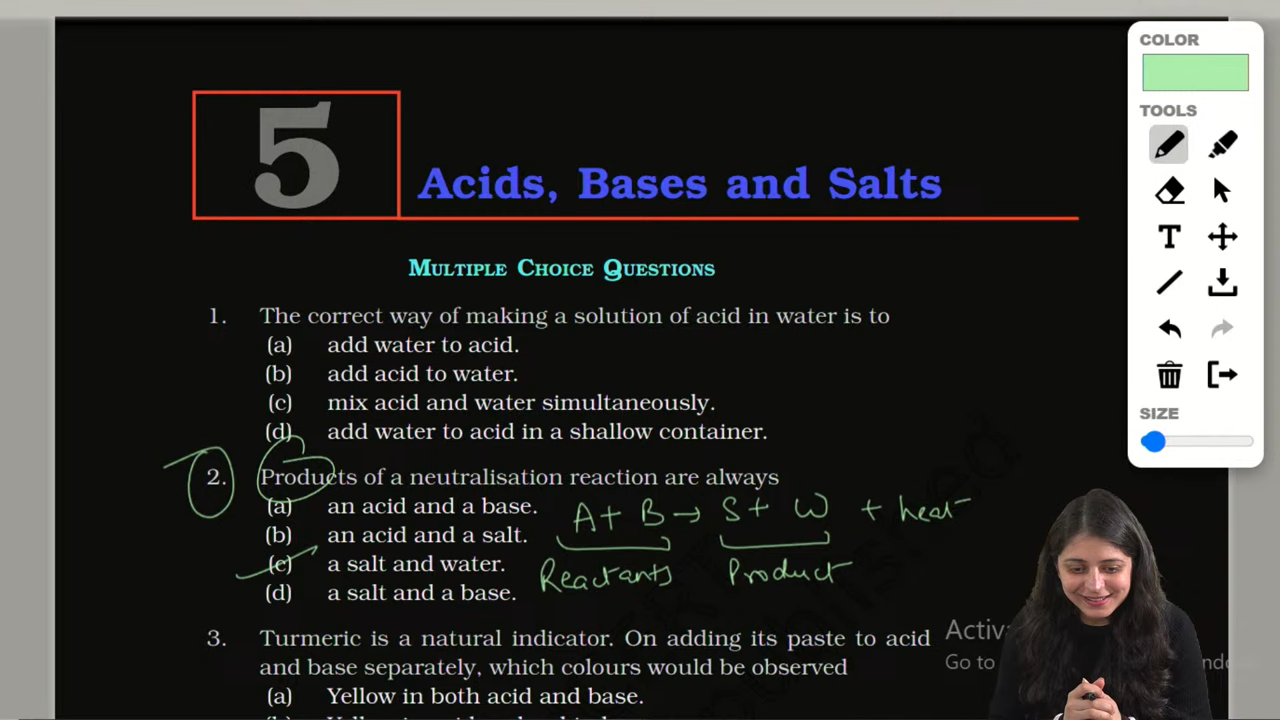 COLOR
TOOLS
T
SIZE
5
Acids, Bases and Salts
MULTIPLE CHOICE QUESTIONS
1. The correct way of making a solution of acid in water is to
(a) add water to acid.
(b) add acid to water.
(c) mix acid and water simultaneously.
(d) add water to acid in a shallow container.
2. Products of a neutralisation reaction are always
(a) an acid and a base.
(b) an acid and a salt.
(c) a salt and water.
(d) a salt and a base.
A + B → S + W + heat
Reactants Product
3. Turmeric is a natural indicator. On adding its paste to acid
and base separately, which colours would be observed
(a) Yellow in both acid and base.
Go to